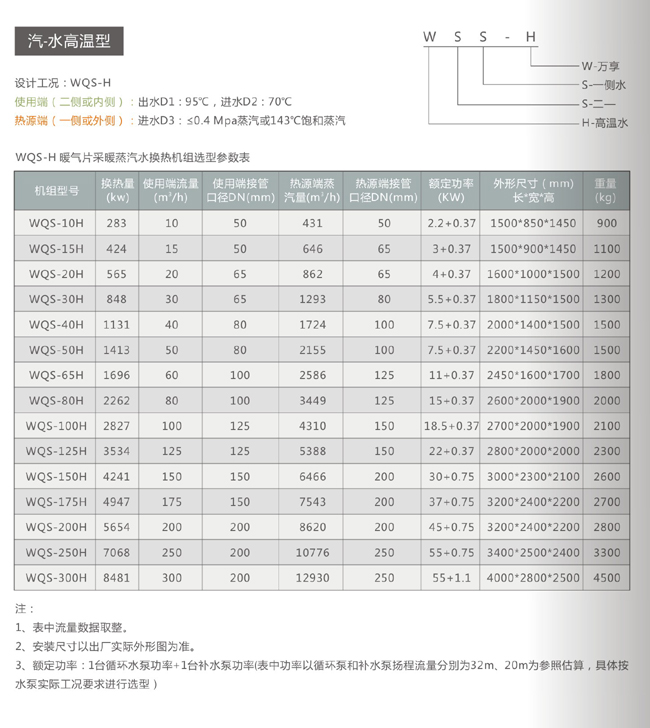 汽-水高温型
W S S - H
W-万享
S-一侧水
S-二—
H-高温水
设计工况：WQS-H
使用端（二侧或内侧）：出水D1：95℃，进水D2：70℃
热源端（一侧或外侧）：进水D3：≤0.4 Mpa蒸汽或143℃饱和蒸汽
WQS-H 暖气片采暖蒸汽水换热机组选型参数表
机组型号 换热量(kw) 使用端流量(m³/h) 使用端接管口径DN(mm) 热源端蒸汽量(m³/h) 热源端接管口径DN(mm) 额定功率(KW) 外形尺寸（mm）长*宽*高 重量(kg)
WQS-10H 283 10 50 431 50 2.2+0.37 1500*850*1450 900
WQS-15H 424 15 50 646 65 3+0.37 1500*900*1450 1100
WQS-20H 565 20 65 862 65 4+0.37 1600*1000*1500 1200
WQS-30H 848 30 65 1293 80 5.5+0.37 1800*1150*1500 1300
WQS-40H 1131 40 80 1724 100 7.5+0.37 2000*1400*1500 1500
WQS-50H 1413 50 80 2155 100 7.5+0.37 2200*1450*1600 1500
WQS-65H 1696 60 100 2586 125 11+0.37 2450*1600*1700 1800
WQS-80H 2262 80 100 3449 125 15+0.37 2600*2000*1900 2000
WQS-100H 2827 100 125 4310 150 18.5+0.37 2700*2000*1900 2100
WQS-125H 3534 125 125 5388 150 22+0.37 2800*2000*2000 2300
WQS-150H 4241 150 150 6466 200 30+0.75 3000*2300*2100 2600
WQS-175H 4947 175 150 7543 200 37+0.75 3200*2400*2200 2700
WQS-200H 5654 200 200 8620 200 45+0.75 3200*2400*2200 2800
WQS-250H 7068 250 200 10776 250 55+0.75 3400*2500*2400 3300
WQS-300H 8481 300 200 12930 250 55+1.1 4000*2800*2500 4500
注：
1、表中流量数据取整。
2、安装尺寸以出厂实际外形图为准。
3、额定功率：1台循环水泵功率+1台补水泵功率(表中功率以循环泵和补水泵扬程流量分别为32m、20m为参照估算，具体按
水泵实际工况要求进行选型）